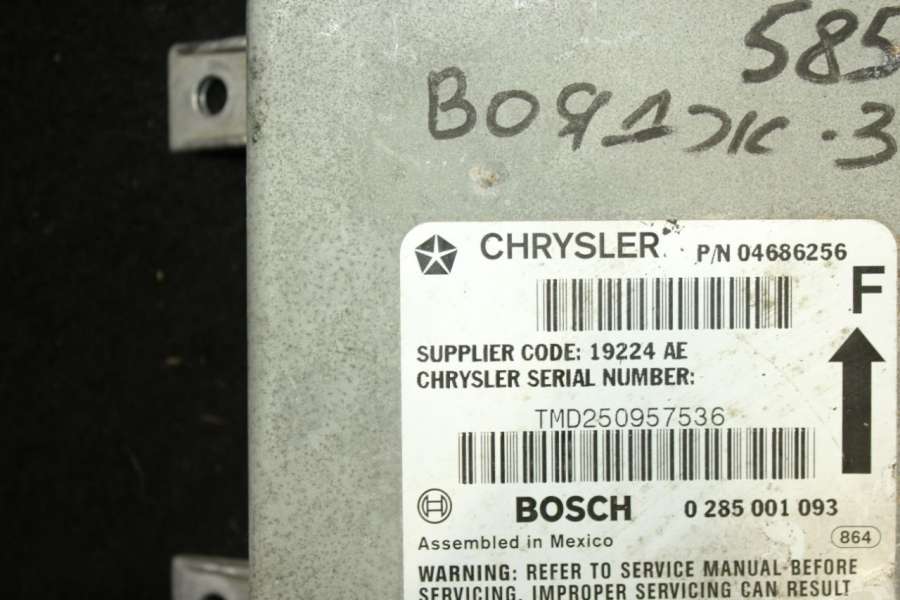 585
CHRYSLER P/N 04686256
F
SUPPLIER CODE: 19224 AE
CHRYSLER SERIAL NUMBER:
TMD250957536
BOSCH 0 285 001 093
Assembled in Mexico 864
WARNING: REFER TO SERVICE MANUAL BEFORE
SERVICING. IMPROPER SERVICING CAN RESULT